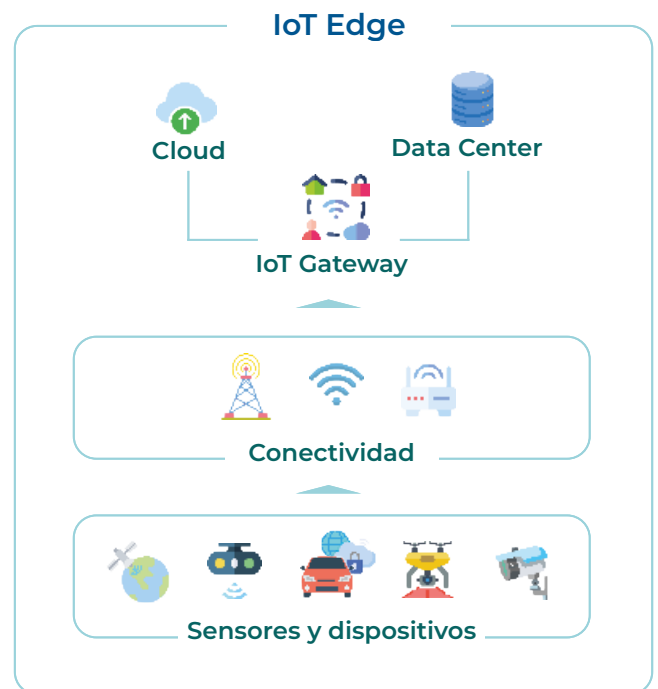 IoT Edge
Cloud
Data Center
IoT Gateway
Conectividad
Sensores y dispositivos